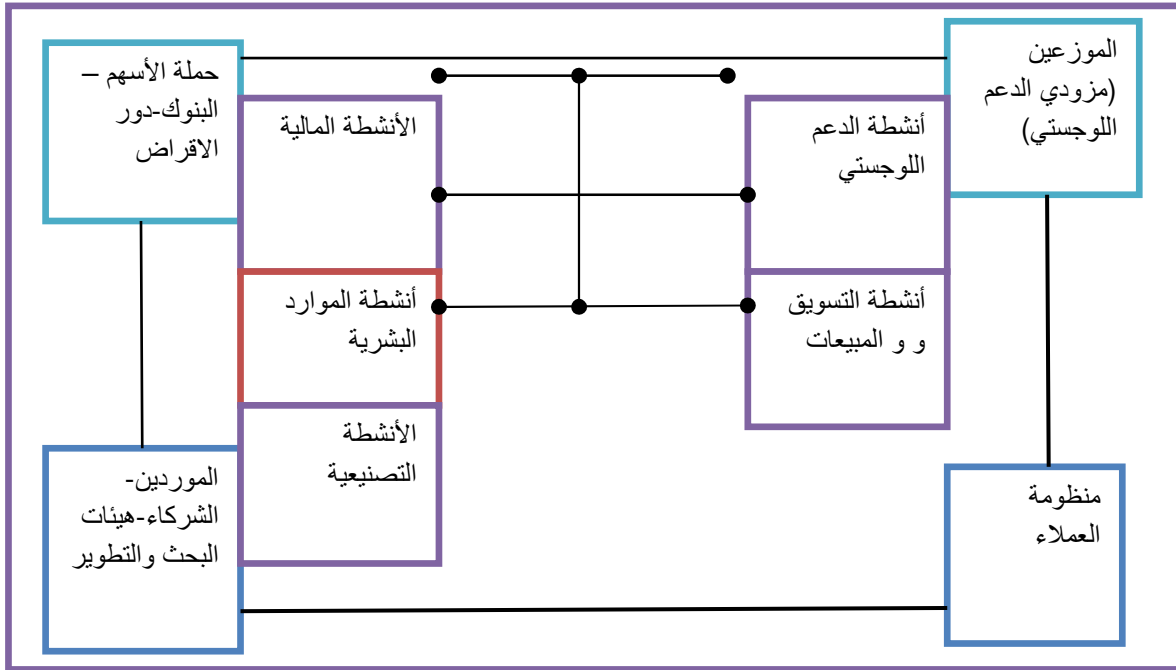 الموزعين
(مزودي الدعم
اللوجستي)
حملة الأسهم –
البنوك-دور
الاقراض
أنشطة الدعم
اللوجستي
الأنشطة المالية
أنشطة التسويق
و و المبيعات
أنشطة الموارد
البشرية
الأنشطة
التصنيعية
منظومة
العملاء
الموردين-
الشركاء-هيئات
البحث والتطوير